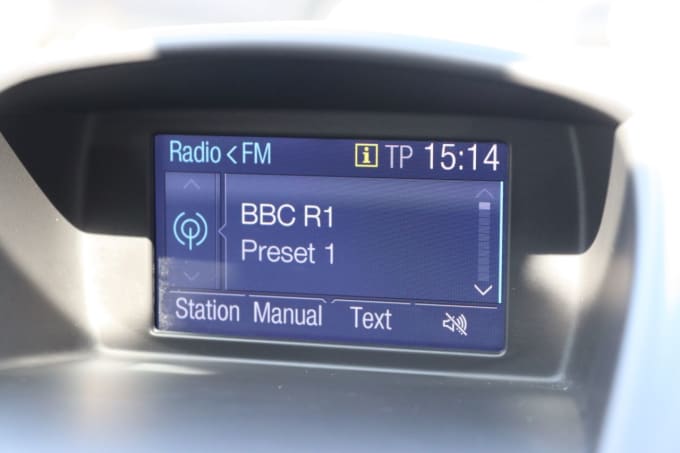 Radio < FM i TP 15:14
BBC R1
Preset 1
Station Manual Text